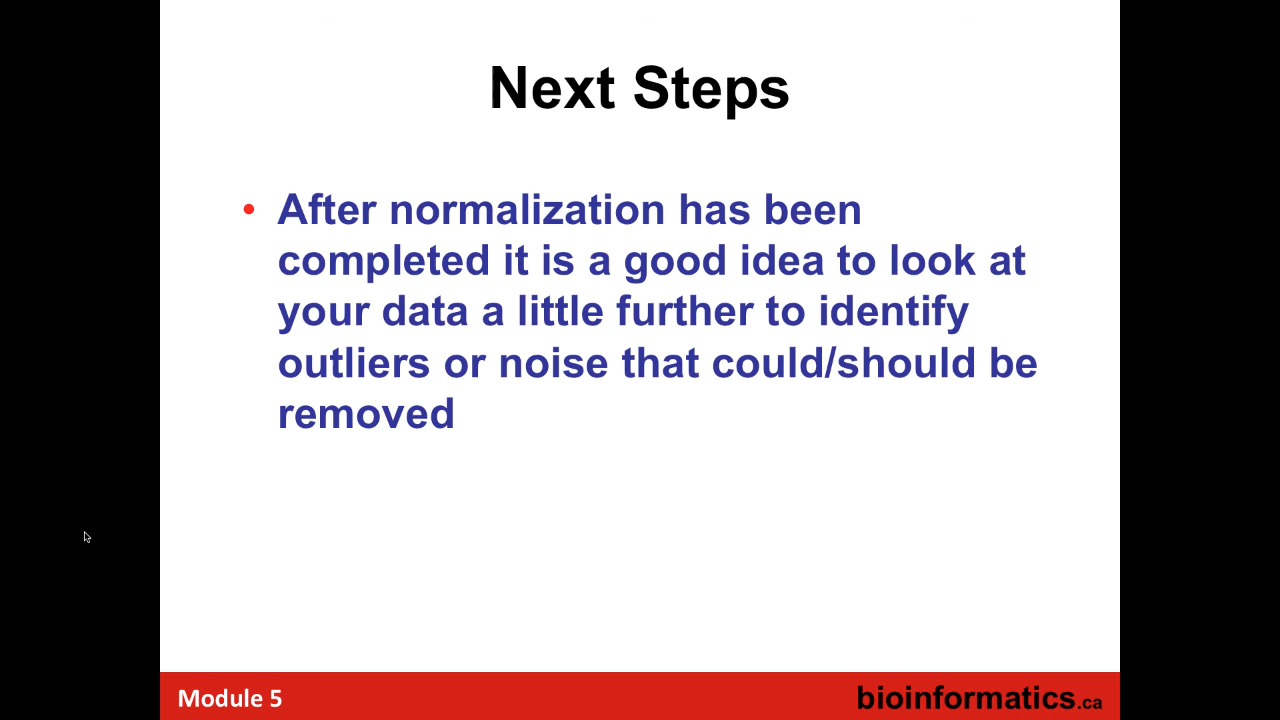 Next Steps
• After normalization has been
completed it is a good idea to look at
your data a little further to identify
outliers or noise that could/should be
removed
Module 5
bioinformatics.ca